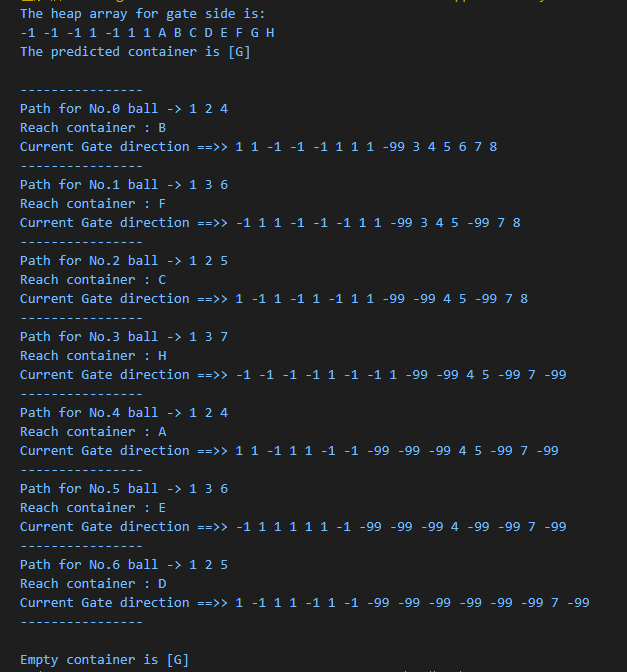 The heap array for gate side is:
-1 -1 -1 1 -1 1 1 A B C D E F G H
The predicted container is [G]
----------------
Path for No.0 ball -> 1 2 4
Reach container : B
Current Gate direction ==>> 1 1 -1 -1 -1 1 1 1 -99 3 4 5 6 7 8
----------------
Path for No.1 ball -> 1 3 6
Reach container : F
Current Gate direction ==>> -1 1 1 -1 -1 -1 1 1 -99 3 4 5 -99 7 8
----------------
Path for No.2 ball -> 1 2 5
Reach container : C
Current Gate direction ==>> 1 -1 1 -1 1 -1 1 1 -99 -99 4 5 -99 7 8
----------------
Path for No.3 ball -> 1 3 7
Reach container : H
Current Gate direction ==>> -1 -1 -1 -1 1 -1 -1 1 -99 -99 4 5 -99 7 -99
----------------
Path for No.4 ball -> 1 2 4
Reach container : A
Current Gate direction ==>> 1 1 -1 1 1 -1 -1 -99 -99 -99 4 5 -99 7 -99
----------------
Path for No.5 ball -> 1 3 6
Reach container : E
Current Gate direction ==>> -1 1 1 1 1 1 -1 -99 -99 -99 4 -99 -99 7 -99
----------------
Path for No.6 ball -> 1 2 5
Reach container : D
Current Gate direction ==>> 1 -1 1 1 -1 1 -1 -99 -99 -99 -99 -99 -99 7 -99
----------------
Empty container is [G]